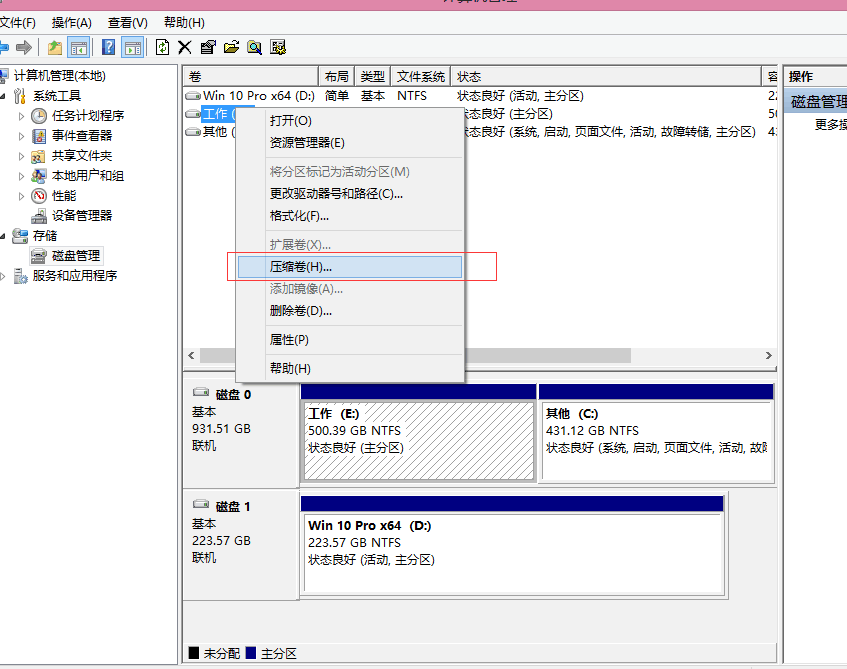 文件(F) 操作(A) 查看(V) 帮助(H)
计算机管理(本地)
系统工具
任务计划程序
事件查看器
共享文件夹
本地用户和组
性能
设备管理器
存储
磁盘管理
服务和应用程序
卷 布局 类型 文件系统 状态
Win 10 Pro x64 (D:) 简单 基本 NTFS 状态良好 (活动, 主分区)
工作 ( 状态良好 (主分区)
其他 ( 状态良好 (系统, 启动, 页面文件, 活动, 故障转储, 主分区)
打开(O)
资源管理器(E)
将分区标记为活动分区(M)
更改驱动器号和路径(C)...
格式化(F)...
扩展卷(X)...
压缩卷(H)...
添加镜像(A)...
删除卷(D)...
属性(P)
帮助(H)
操作
磁盘管理
更多操
磁盘 0
基本
931.51 GB
联机
工作 (E:)
500.39 GB NTFS
状态良好 (主分区)
其他 (C:)
431.12 GB NTFS
状态良好 (系统, 启动, 页面文件, 活动, 故障
磁盘 1
基本
223.57 GB
联机
Win 10 Pro x64 (D:)
223.57 GB NTFS
状态良好 (活动, 主分区)
未分配 主分区